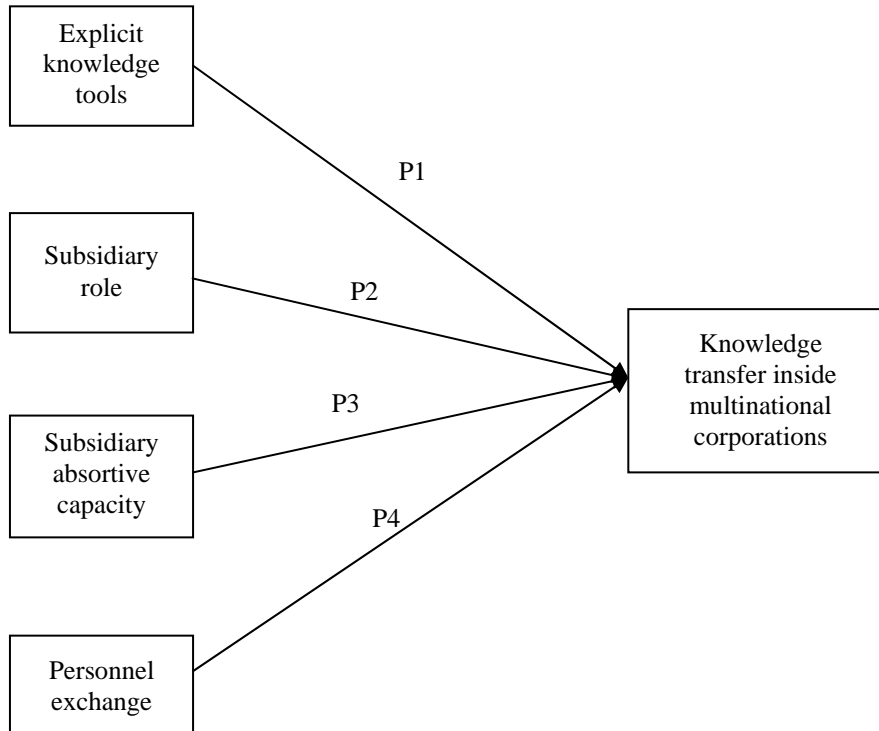 Explicit
knowledge
tools
P1
Subsidiary
role
P2
Knowledge
transfer inside
multinational
corporations
P3
Subsidiary
absortive
capacity
P4
Personnel
exchange